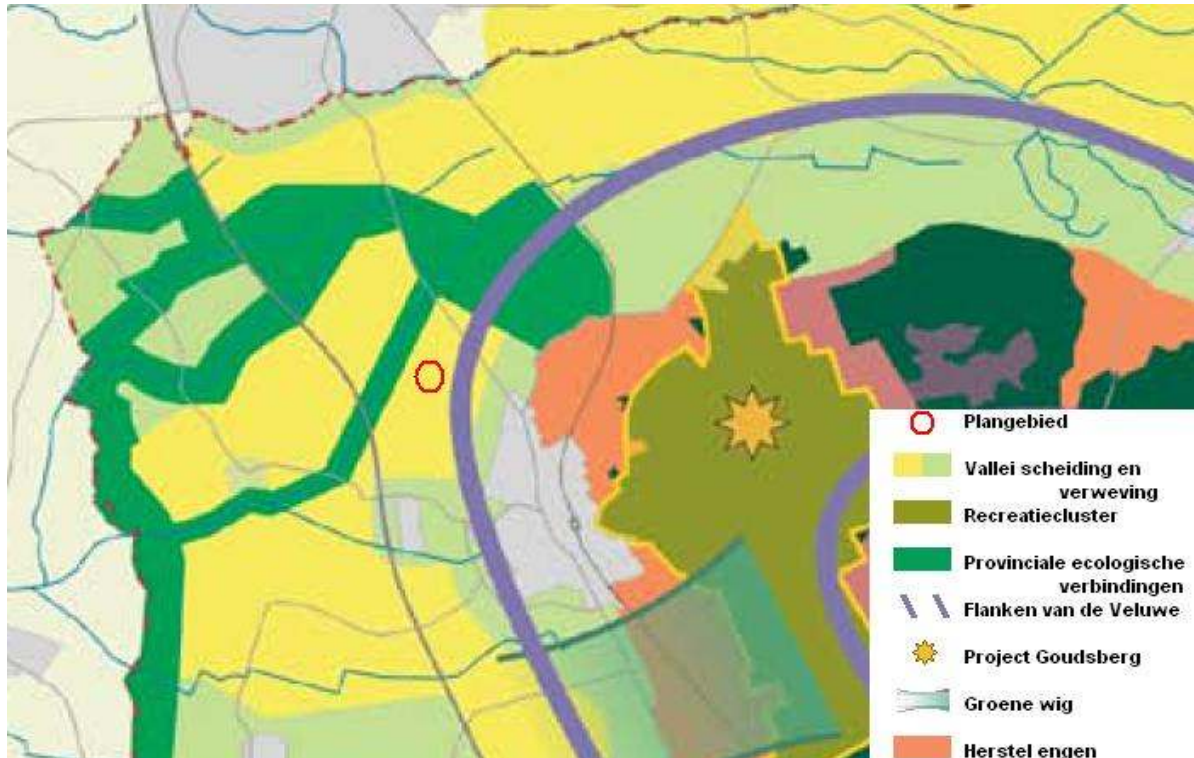 Plangebied
Vallei scheiding en
verweving
Recreatiecluster
Provinciale ecologische
verbindingen
Flanken van de Veluwe
Project Goudsberg
Groene wig
Herstel engen